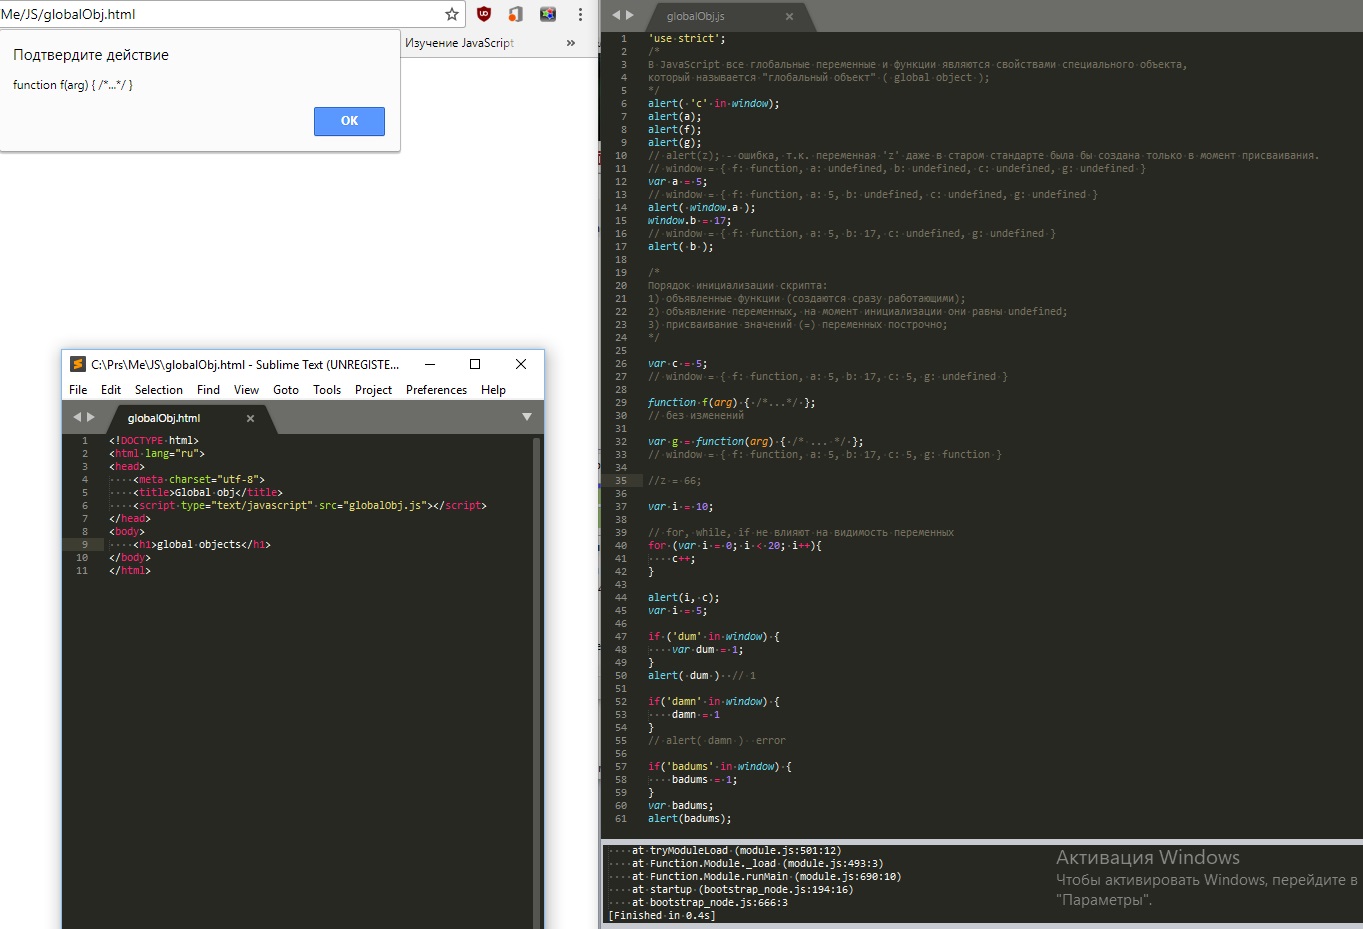 Me/JS/globalObj.html
Изучение JavaScript
»
Подтвердите действие
function f(arg) { /*...*/ }
OK
C:\Prs\Me\JS\globalObj.html - Sublime Text (UNREGISTE...
File Edit Selection Find View Goto Tools Project Preferences Help
globalObj.html
1 <!DOCTYPE html>
2 <html lang="ru">
3 <head>
4 <meta charset="utf-8">
5 <title>Global obj</title>
6 <script type="text/javascript" src="globalObj.js"></script>
7 </head>
8 <body>
9 <h1>global objects</h1>
10 </body>
11 </html>
globalObj.js
1 'use strict';
2 /*
3 В JavaScript все глобальные переменные и функции являются свойствами специального объекта,
4 который называется "глобальный объект" ( global object );
5 */
6 alert( 'c' in window);
7 alert(a);
8 alert(f);
9 alert(g);
10 // alert(z); - ошибка, т.к. переменная 'z' даже в старом стандарте была бы создана только в момент присваивания.
11 // window = { f: function, a: undefined, b: undefined, c: undefined, g: undefined }
12 var a = 5;
13 // window = { f: function, a: 5, b: undefined, c: undefined, g: undefined }
14 alert( window.a );
15 window.b = 17;
16 // window = { f: function, a: 5, b: 17, c: undefined, g: undefined }
17 alert( b );
18
19 /*
20 Порядок инициализации скрипта:
21 1) объявленные функции (создаются сразу работающими);
22 2) объявление переменных, на момент инициализации они равны undefined;
23 3) присваивание значений (=) переменных построчно;
24 */
25
26 var c = 5;
27 // window = { f: function, a: 5, b: 17, c: 5, g: undefined }
28
29 function f(arg) { /*...*/ };
30 // без изменений
31
32 var g = function(arg) { /* ... */ };
33 // window = { f: function, a: 5, b: 17, c: 5, g: function }
34
35 //z = 66;
36
37 var i = 10;
38
39 // for, while, if не влияют на видимость переменных
40 for (var i = 0; i < 20; i++){
41 c++;
42 }
43
44 alert(i, c);
45 var i = 5;
46
47 if ('dum' in window) {
48 var dum = 1;
49 }
50 alert( dum ) // 1
51
52 if('damn' in window) {
53 damn = 1
54 }
55 // alert( damn ) error
56
57 if('badums' in window) {
58 badums = 1;
59 }
60 var badums;
61 alert(badums);
at tryModuleLoad (module.js:501:12)
at Function.Module._load (module.js:493:3)
at Function.Module.runMain (module.js:690:10)
at startup (bootstrap_node.js:194:16)
at bootstrap_node.js:666:3
[Finished in 0.4s]
Активация Windows
Чтобы активировать Windows, перейдите в
"Параметры".